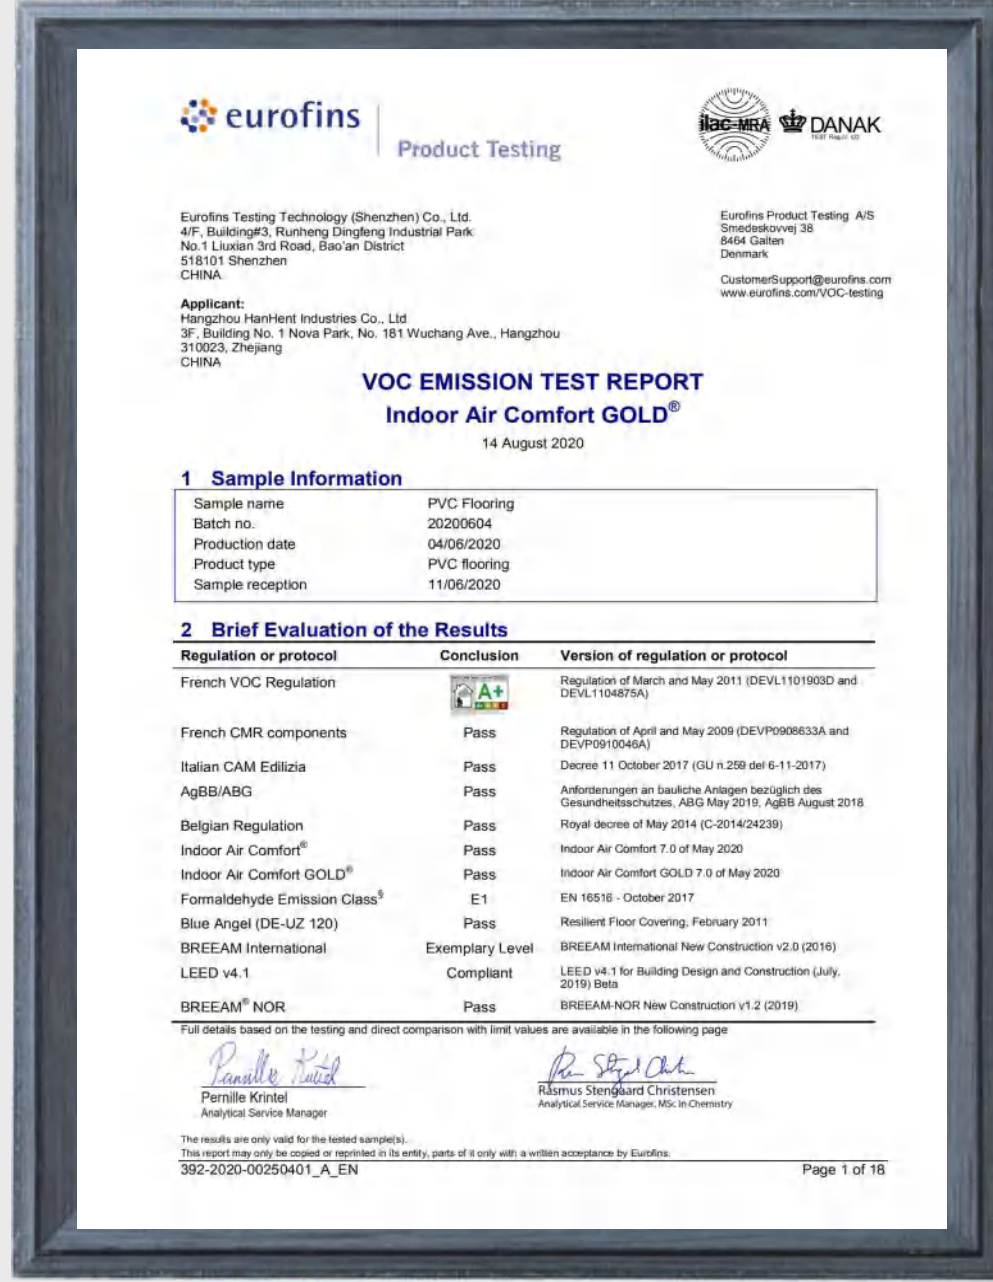 eurofins
Product Testing
ilac-MRA
DANAK
Eurofins Testing Technology (Shenzhen) Co., Ltd.
4/F, Building#3, Runheng Dingfeng Industrial Park
No.1 Liuxian 3rd Road, Bao'an District
518101 Shenzhen
CHINA
Eurofins Product Testing A/S
Smedeskovvej 38
8464 Galten
Denmark
CustomerSupport@eurofins.com
www.eurofins.com/VOC-testing
Applicant:
Hangzhou HanHent Industries Co., Ltd
3F, Building No. 1 Nova Park, No. 181 Wuchang Ave., Hangzhou
310023, Zhejiang
CHINA
VOC EMISSION TEST REPORT
Indoor Air Comfort GOLD®
14 August 2020
1 Sample Information
Sample name PVC Flooring
Batch no. 20200604
Production date 04/06/2020
Product type PVC flooring
Sample reception 11/06/2020
2 Brief Evaluation of the Results
Regulation or protocol Conclusion Version of regulation or protocol
French VOC Regulation A+ Regulation of March and May 2011 (DEVL1101903D and
DEVL1104875A)
French CMR components Pass Regulation of April and May 2009 (DEVP0908633A and
DEVP0910046A)
Italian CAM Edilizia Pass Decree 11 October 2017 (GU n.259 del 6-11-2017)
AgBB/ABG Pass Anforderungen an bauliche Anlagen bezüglich des
Gesundheitsschutzes, ABG May 2019, AgBB August 2018
Belgian Regulation Pass Royal decree of May 2014 (C-2014/24239)
Indoor Air Comfort® Pass Indoor Air Comfort 7.0 of May 2020
Indoor Air Comfort GOLD® Pass Indoor Air Comfort GOLD 7.0 of May 2020
Formaldehyde Emission Class§ E1 EN 16516 - October 2017
Blue Angel (DE-UZ 120) Pass Resilient Floor Covering, February 2011
BREEAM International Exemplary Level BREEAM International New Construction v2.0 (2016)
LEED v4.1 Compliant LEED v4.1 for Building Design and Construction (July,
2019) Beta
BREEAM® NOR Pass BREEAM-NOR New Construction v1.2 (2019)
Full details based on the testing and direct comparison with limit values are available in the following page
Pernille Krintel
Analytical Service Manager
Rasmus Stengaard Christensen
Analytical Service Manager, MSc in Chemistry
The results are only valid for the tested sample(s).
This report may only be copied or reprinted in its entity, parts of it only with a written acceptance by Eurofins.
392-2020-00250401_A_EN Page 1 of 18